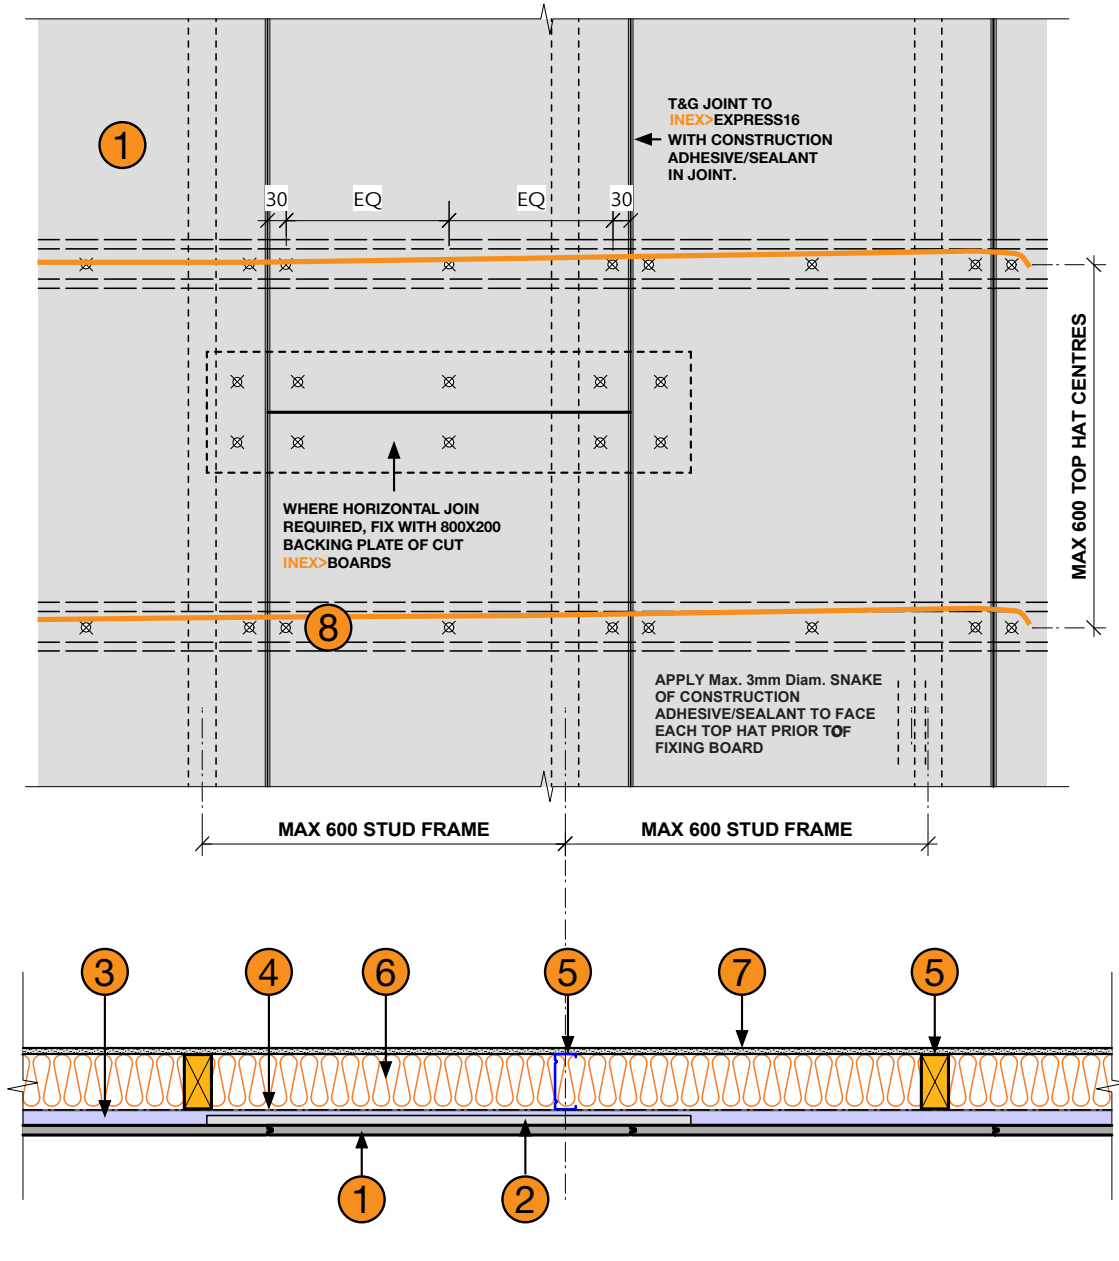 T&G JOINT TO
INEX>EXPRESS16
WITH CONSTRUCTION
ADHESIVE/SEALANT
IN JOINT.
1
30 EQ EQ 30
MAX 600 TOP HAT CENTRES
WHERE HORIZONTAL JOIN
REQUIRED, FIX WITH 800X200
BACKING PLATE OF CUT
INEX>BOARDS
8
APPLY Max. 3mm Diam. SNAKE
OF CONSTRUCTION
ADHESIVE/SEALANT TO FACE
EACH TOP HAT PRIOR TOF
FIXING BOARD
MAX 600 STUD FRAME MAX 600 STUD FRAME
3 4 6 5 7 5
1 2